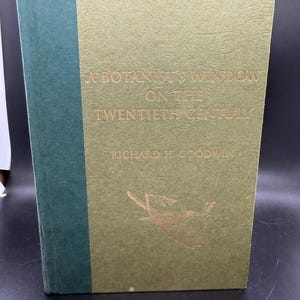 A BOTANIST'S WINDOW
ON THE
TWENTIETH CENTURY
RICHARD H. GOODWIN